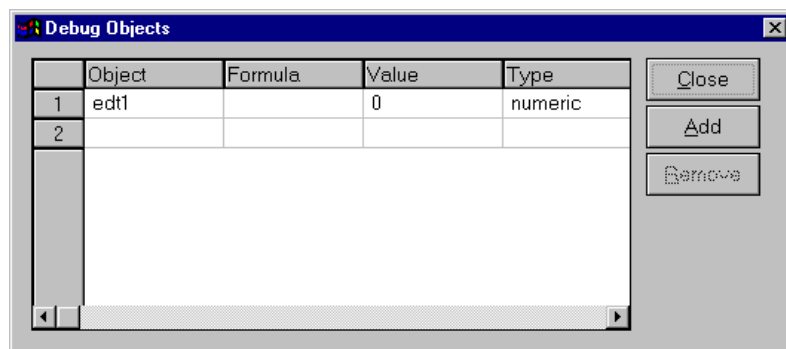 Debug Objects
Object Formula Value Type
1 edt1 0 numeric
2
Close
Add
Remove